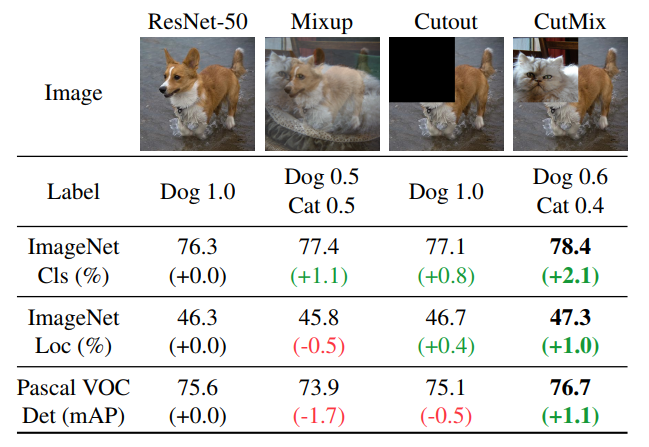 ResNet-50 Mixup Cutout CutMix
Image
Label Dog 1.0 Dog 0.5 Cat 0.5 Dog 1.0 Dog 0.6 Cat 0.4
ImageNet Cls (%) 76.3 (+0.0) 77.4 (+1.1) 77.1 (+0.8) 78.4 (+2.1)
ImageNet Loc (%) 46.3 (+0.0) 45.8 (-0.5) 46.7 (+0.4) 47.3 (+1.0)
Pascal VOC Det (mAP) 75.6 (+0.0) 73.9 (-1.7) 75.1 (-0.5) 76.7 (+1.1)